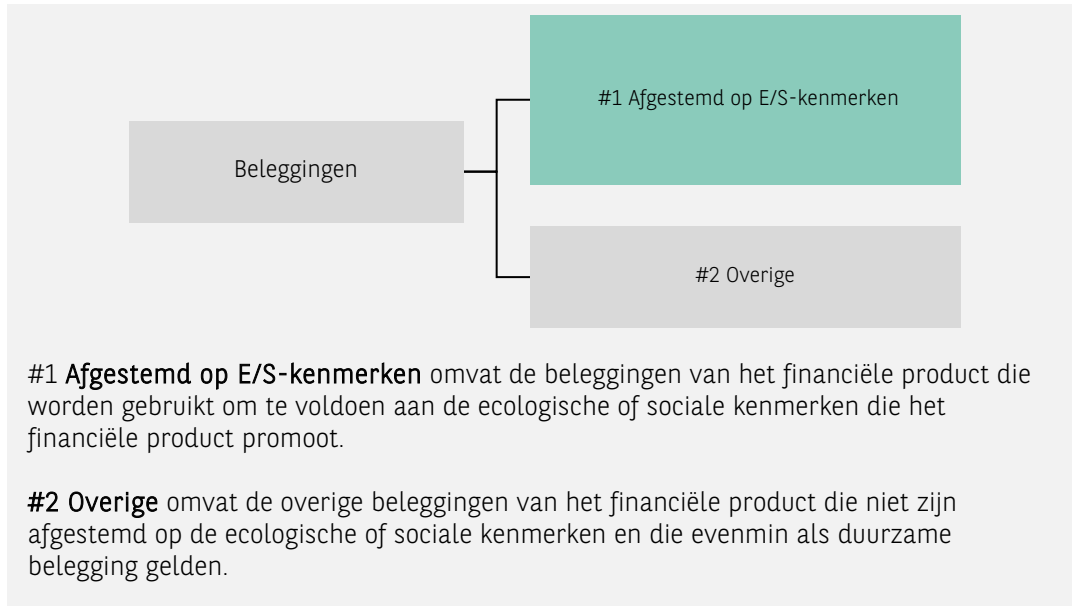 #1 Afgestemd op E/S-kenmerken
Beleggingen
#2 Overige
#1 Afgestemd op E/S-kenmerken omvat de beleggingen van het financiële product die
worden gebruikt om te voldoen aan de ecologische of sociale kenmerken die het
financiële product promoot.
#2 Overige omvat de overige beleggingen van het financiële product die niet zijn
afgestemd op de ecologische of sociale kenmerken en die evenmin als duurzame
belegging gelden.